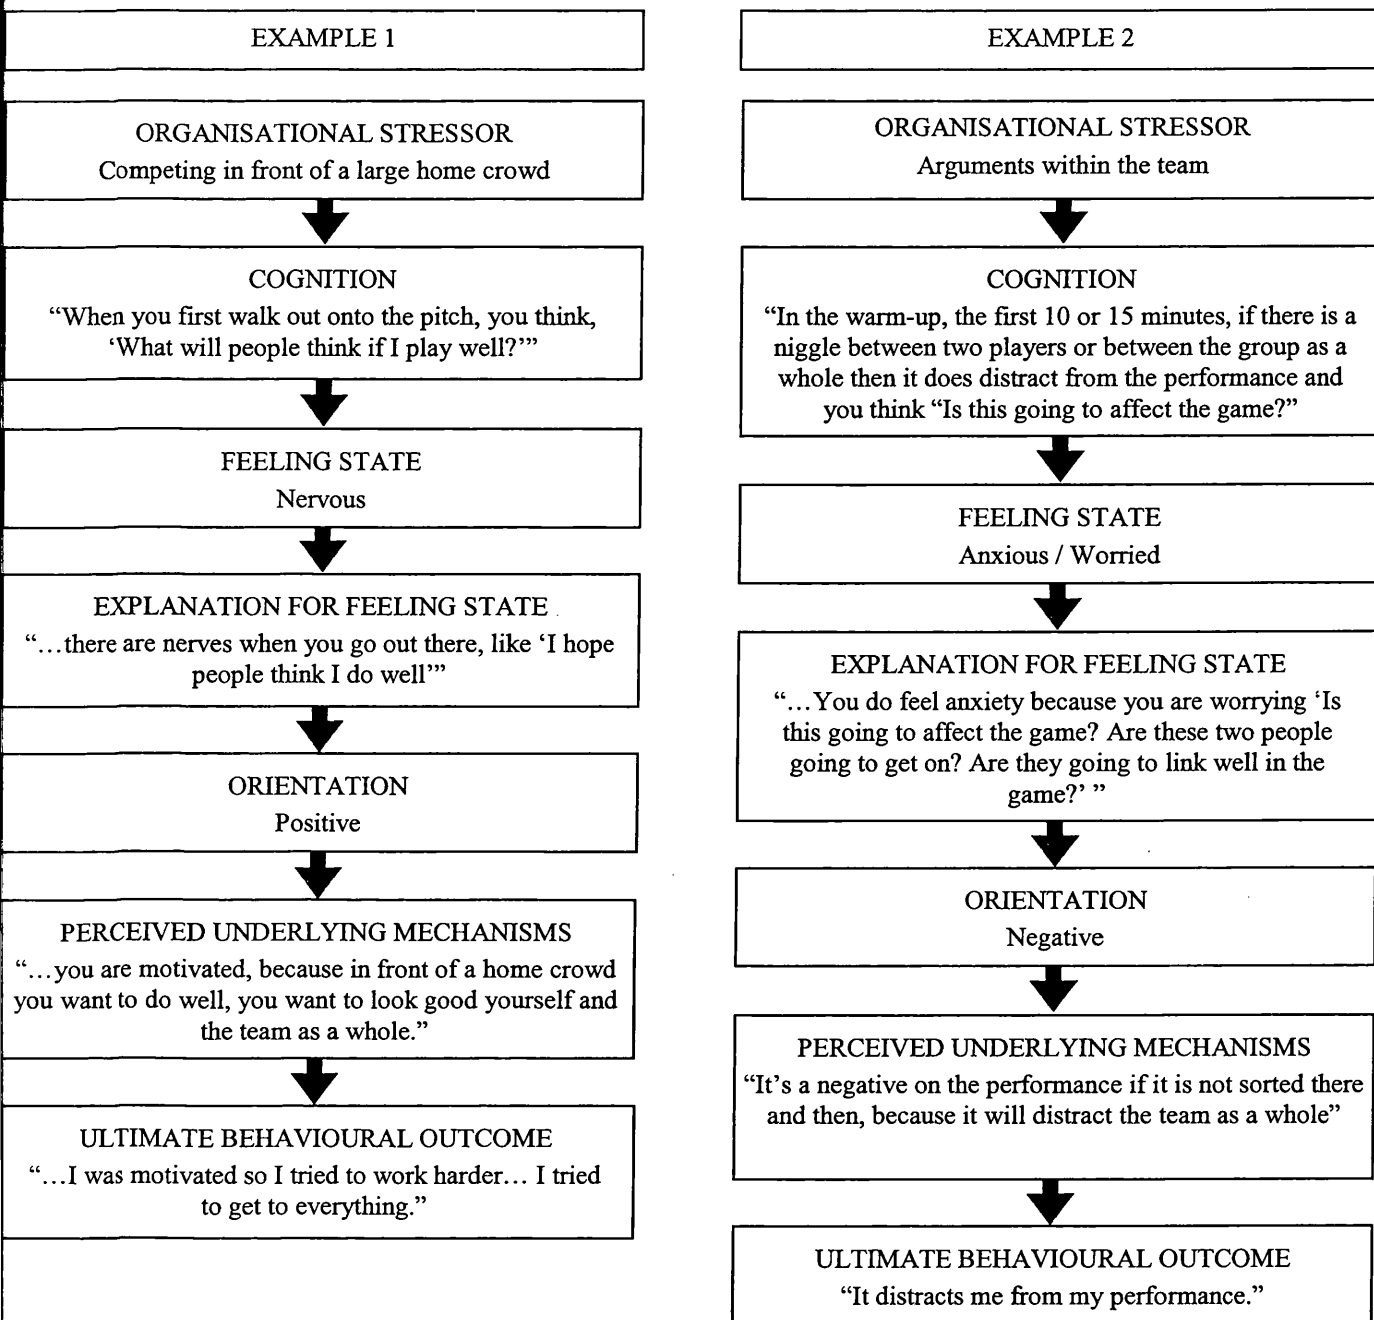 EXAMPLE 1
ORGANISATIONAL STRESSOR
Competing in front of a large home crowd
COGNITION
“When you first walk out onto the pitch, you think,
‘What will people think if I play well?’”
FEELING STATE
Nervous
EXPLANATION FOR FEELING STATE
“…there are nerves when you go out there, like ‘I hope
people think I do well’”
ORIENTATION
Positive
PERCEIVED UNDERLYING MECHANISMS
“…you are motivated, because in front of a home crowd
you want to do well, you want to look good yourself and
the team as a whole.”
ULTIMATE BEHAVIOURAL OUTCOME
“…I was motivated so I tried to work harder… I tried
to get to everything.”
EXAMPLE 2
ORGANISATIONAL STRESSOR
Arguments within the team
COGNITION
“In the warm-up, the first 10 or 15 minutes, if there is a
niggle between two players or between the group as a
whole then it does distract from the performance and
you think “Is this going to affect the game?”
FEELING STATE
Anxious / Worried
EXPLANATION FOR FEELING STATE
“…You do feel anxiety because you are worrying ‘Is
this going to affect the game? Are these two people
going to get on? Are they going to link well in the
game?’ ”
ORIENTATION
Negative
PERCEIVED UNDERLYING MECHANISMS
“It’s a negative on the performance if it is not sorted there
and then, because it will distract the team as a whole”
ULTIMATE BEHAVIOURAL OUTCOME
“It distracts me from my performance.”